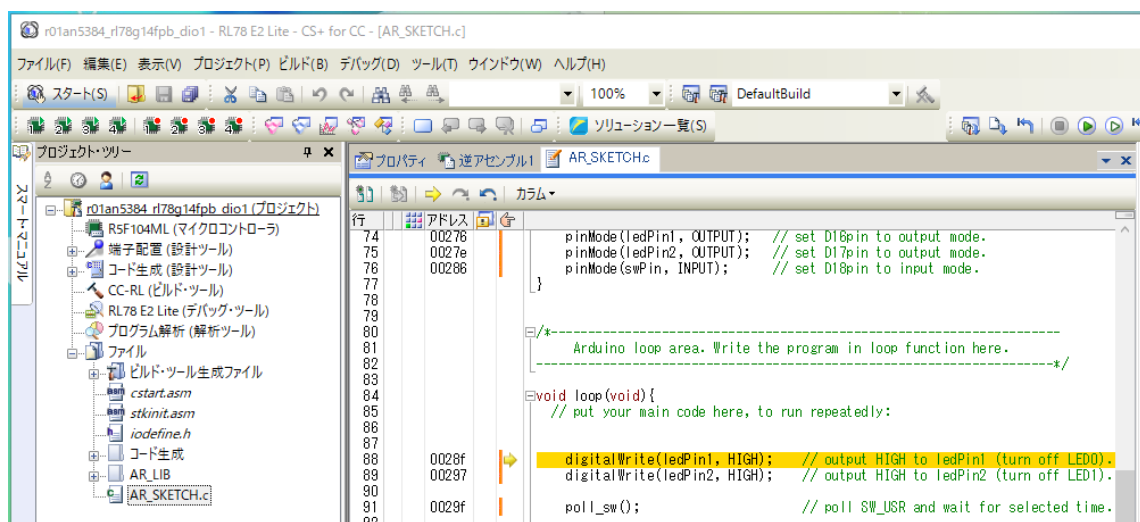 r01an5384_rl78g14fpb_dio1 - RL78 E2 Lite - CS+ for CC - [AR_SKETCH.c]
ファイル(F) 編集(E) 表示(V) プロジェクト(P) ビルド(B) デバッグ(D) ツール(T) ウインドウ(W) ヘルプ(H)
スタート(S) 100% DefaultBuild
ソリューション一覧(S)
スマート・マニュアル
プロジェクト・ツリー
r01an5384_rl78g14fpb_dio1 (プロジェクト)
R5F104ML (マイクロコントローラ)
端子配置 (設計ツール)
コード生成 (設計ツール)
CC-RL (ビルド・ツール)
RL78 E2 Lite (デバッグ・ツール)
プログラム解析 (解析ツール)
ファイル
ビルド・ツール生成ファイル
cstart.asm
stkinit.asm
iodefine.h
コード生成
AR_LIB
AR_SKETCH.c
プロパティ 逆アセンブル1 AR_SKETCH.c
カラム
行 アドレス
74 00276 pinMode(ledPin1, OUTPUT); // set D16pin to output mode.
75 0027e pinMode(ledPin2, OUTPUT); // set D17pin to output mode.
76 00286 pinMode(swPin, INPUT); // set D18pin to input mode.
77 }
78
79
80 /*--------------------------------------------------------------------
81 Arduino loop area. Write the program in loop function here.
82 --------------------------------------------------------------------*/
83
84 void loop(void){
85 // put your main code here, to run repeatedly:
86
87
88 0028f digitalWrite(ledPin1, HIGH); // output HIGH to ledPin1 (turn off LED0).
89 00297 digitalWrite(ledPin2, HIGH); // output HIGH to ledPin2 (turn off LED1).
90
91 0029f poll_sw(); // poll SW_USR and wait for selected time.